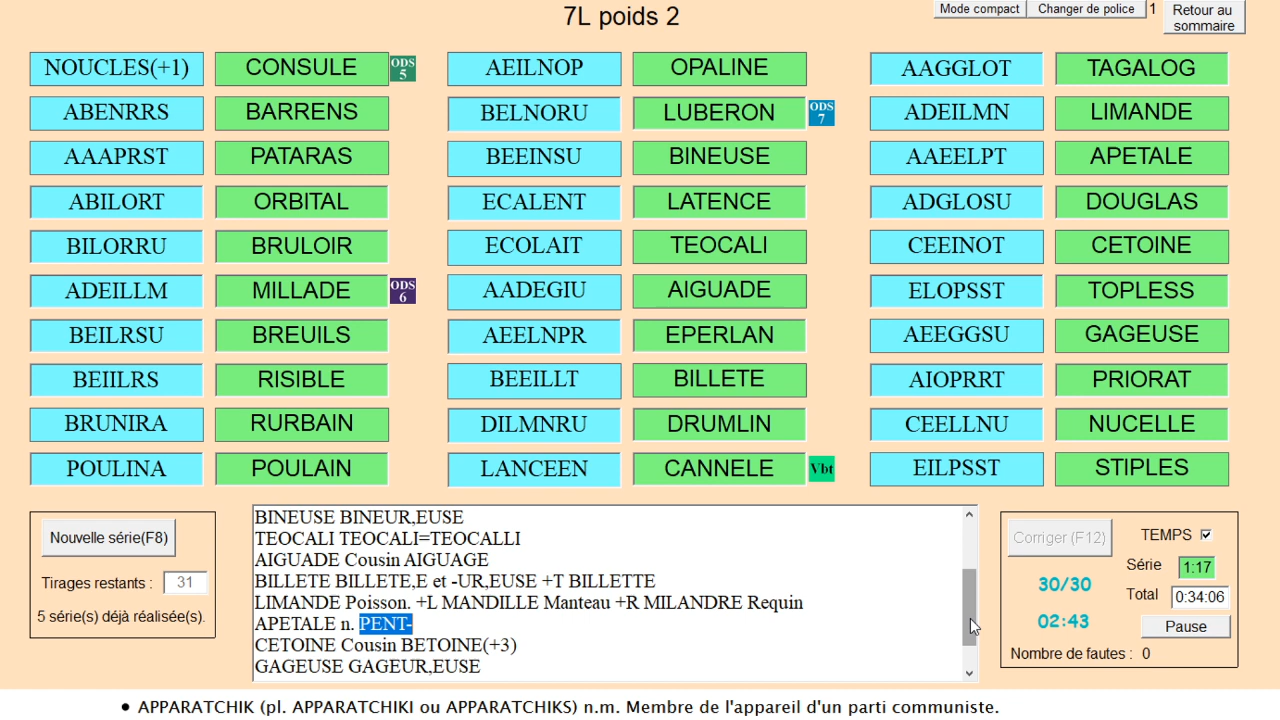 7L poids 2
Mode compact
Changer de police
1
Retour au
sommaire
NOUCLES(+1) CONSULE ODS 5 AEILNOP OPALINE AAGGLOT TAGALOG
ABENRRS BARRENS BELNORU LUBERON ODS 7 ADEILMN LIMANDE
AAAPRST PATARAS BEEINSU BINEUSE AAEELPT APETALE
ABILORT ORBITAL ECALENT LATENCE ADGLOSU DOUGLAS
BILORRU BRULOIR ECOLAIT TEOCALI CEEINOT CETOINE
ADEILLM MILLADE ODS 6 AADEGIU AIGUADE ELOPSST TOPLESS
BEILRSU BREUILS AEELNPR EPERLAN AEEGGSU GAGEUSE
BEIILRS RISIBLE BEEILLT BILLETE AIOPRRT PRIORAT
BRUNIRA RURBAIN DILMNRU DRUMLIN CEELLNU NUCELLE
POULINA POULAIN LANCEEN CANNELE Vbt EILPSST STIPLES
Nouvelle série(F8)
Tirages restants : 31
5 série(s) déjà réalisée(s).
BINEUSE BINEUR,EUSE
TEOCALI TEOCALI=TEOCALLI
AIGUADE Cousin AIGUAGE
BILLETE BILLETE,E et -UR,EUSE +T BILLETTE
LIMANDE Poisson. +L MANDILLE Manteau +R MILANDRE Requin
APETALE n. PENT-
CETOINE Cousin BETOINE(+3)
GAGEUSE GAGEUR,EUSE
Corriger (F12)
TEMPS
Série 1:17
30/30
Total 0:34:06
02:43
Pause
Nombre de fautes : 0
• APPARATCHIK (pl. APPARATCHIKI ou APPARATCHIKS) n.m. Membre de l'appareil d'un parti communiste.